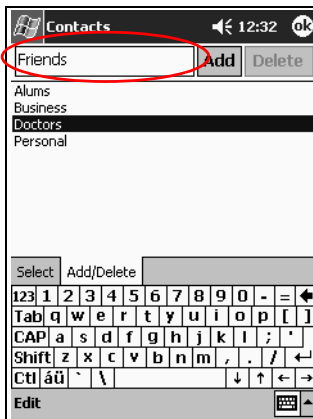 Contacts 12:32 ok
Friends Add Delete
Alums
Business
Doctors
Personal
Select Add/Delete
123 1 2 3 4 5 6 7 8 9 0 - =
Tab q w e r t y u i o p [ ]
CAP a s d f g h j k l ; '
Shift z x c v b n m , . /
Ctl áü ` \
Edit